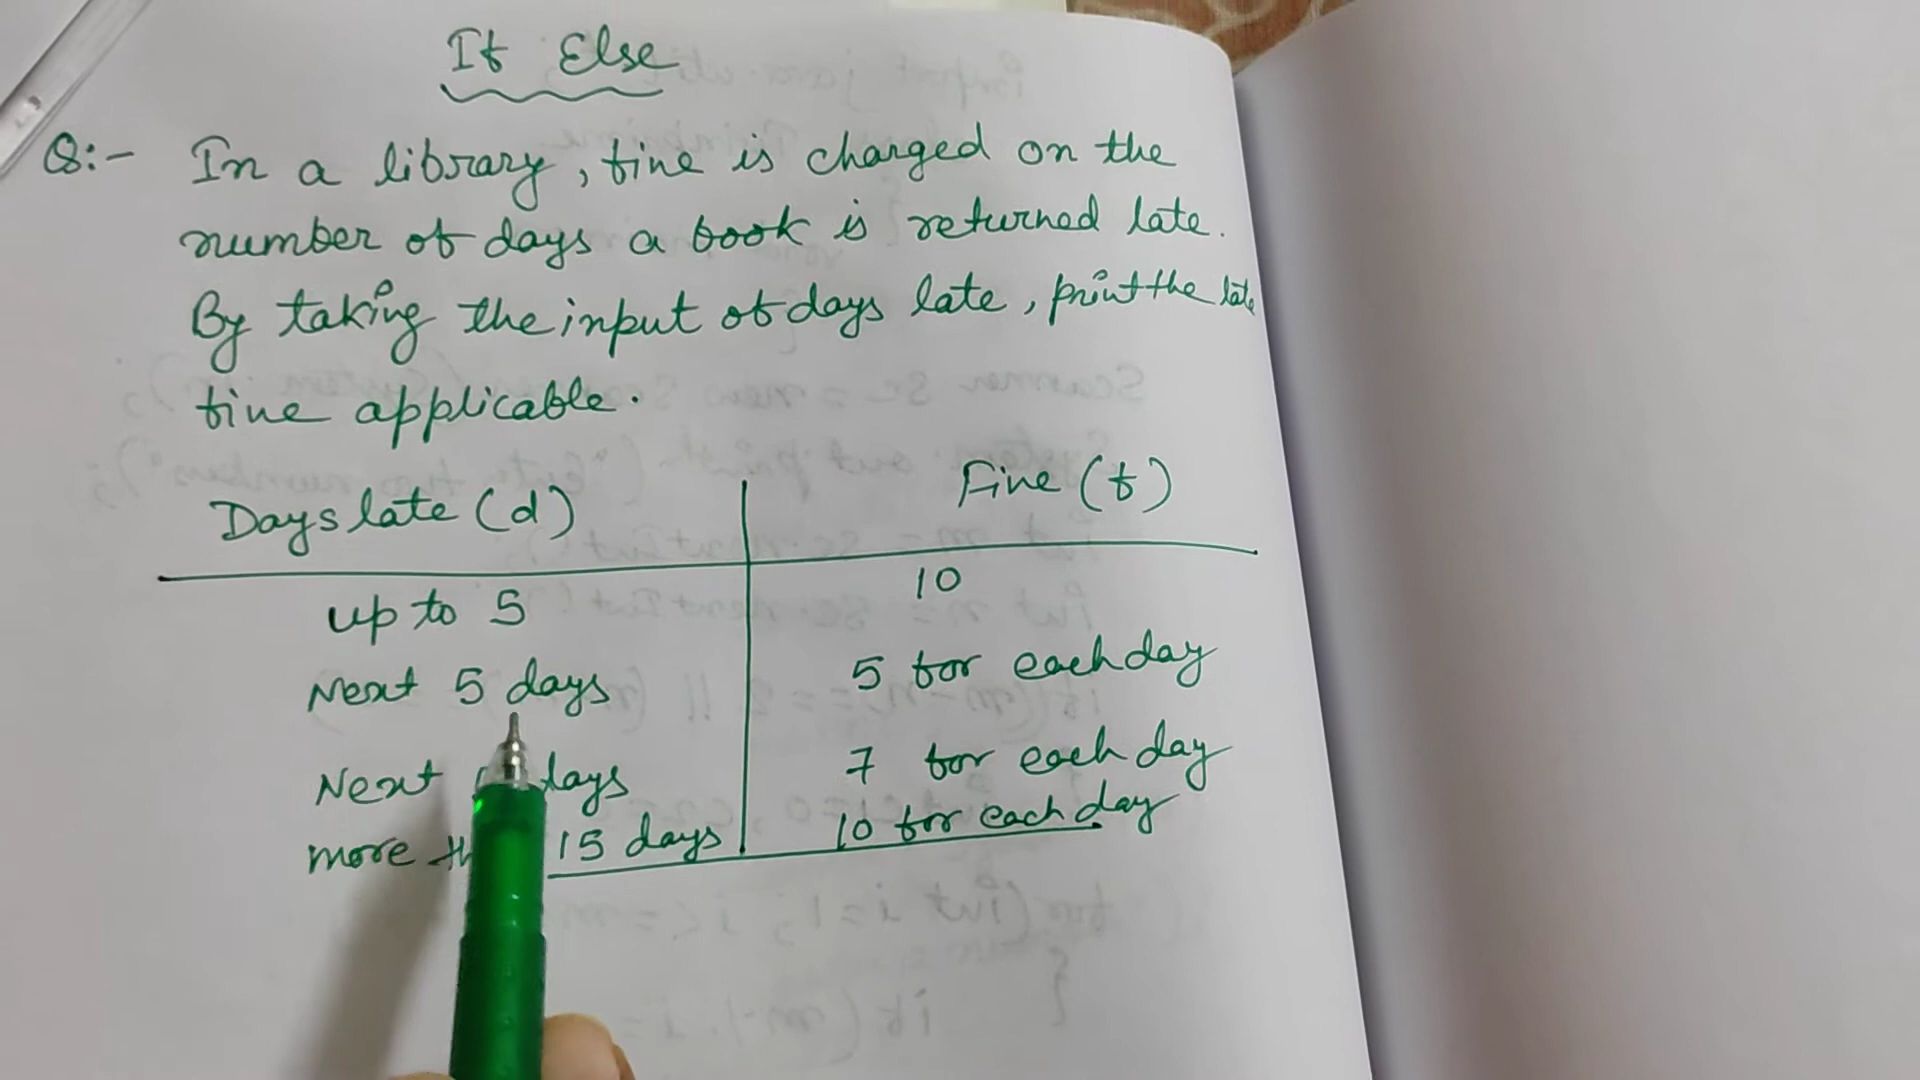 If Else
Q:- In a library, fine is charged on the
number of days a book is returned late.
By taking the input of days late, print the late
fine applicable.
Days late (d) Fine (f)
up to 5 10
Next 5 days 5 for each day
Next days 7 for each day
more 15 days 10 for each day